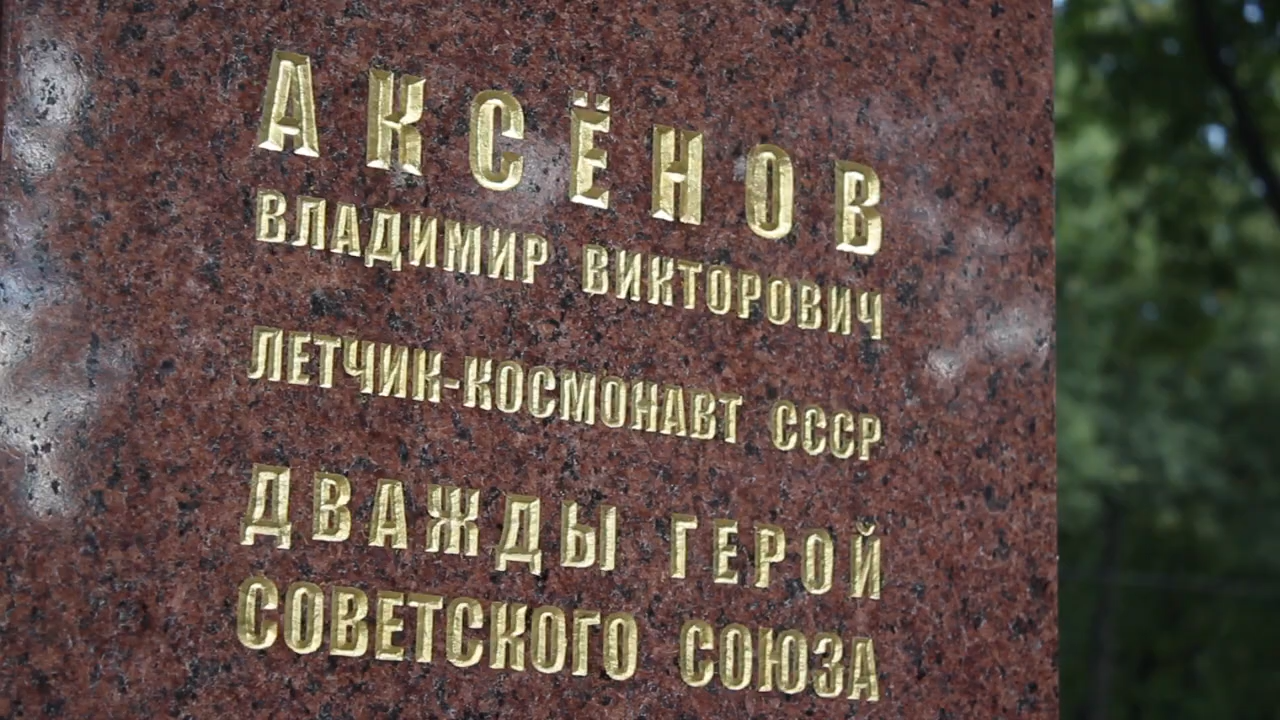 АКСЁНОВ
ВЛАДИМИР ВИКТОРОВИЧ
ЛЕТЧИК-КОСМОНАВТ СССР
ДВАЖДЫ ГЕРОЙ
СОВЕТСКОГО СОЮЗА